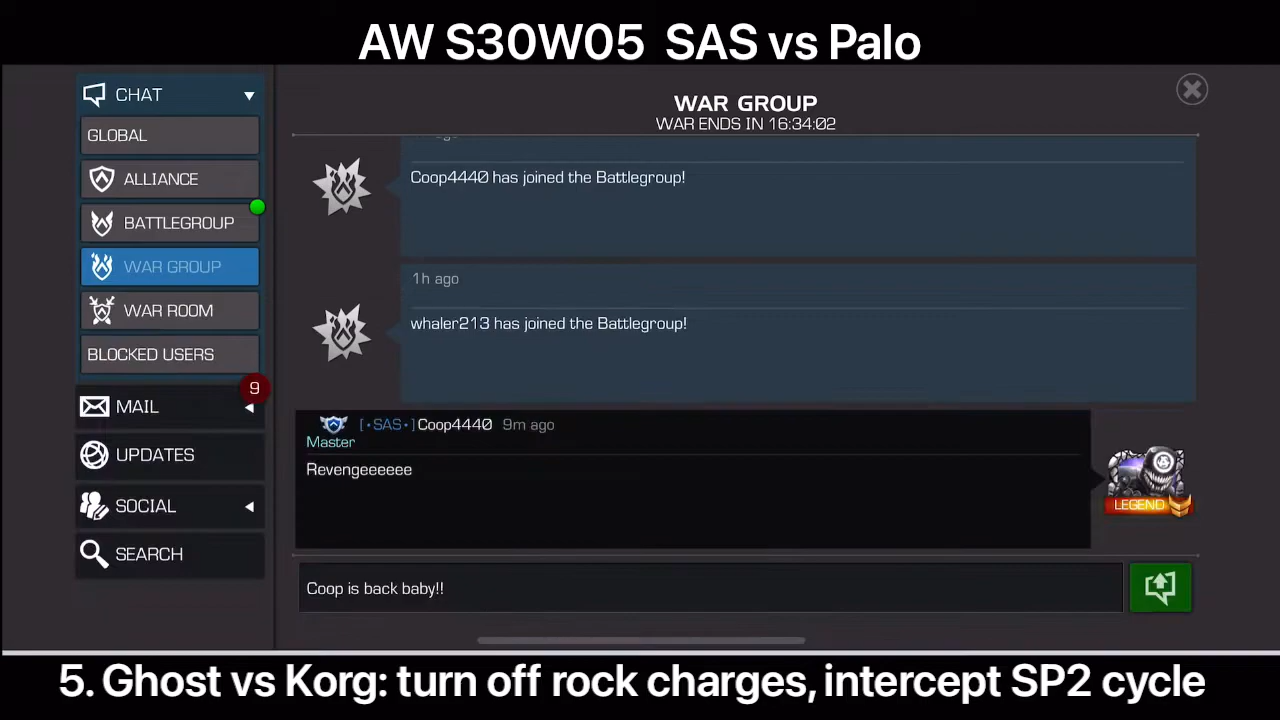 AW S30W05 SAS vs Palo
CHAT
GLOBAL
ALLIANCE
BATTLEGROUP
WAR GROUP
WAR ROOM
BLOCKED USERS
9
MAIL
UPDATES
SOCIAL
SEARCH
WAR GROUP
WAR ENDS IN 16:34:02
Coop4440 has joined the Battlegroup!
1h ago
whaler213 has joined the Battlegroup!
[•SAS•] Coop4440 9m ago
Master
Revengeeeeee
LEGEND
Coop is back baby!!
5. Ghost vs Korg: turn off rock charges, intercept SP2 cycle